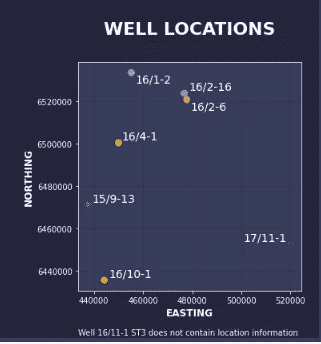 WELL LOCATIONS
16/1-2
16/2-16
16/2-6
16/4-1
15/9-13
17/11-1
16/10-1
6520000
6500000
6480000
6460000
6440000
NORTHING
440000 460000 480000 500000 520000
EASTING
Well 16/11-1 ST3 does not contain location information